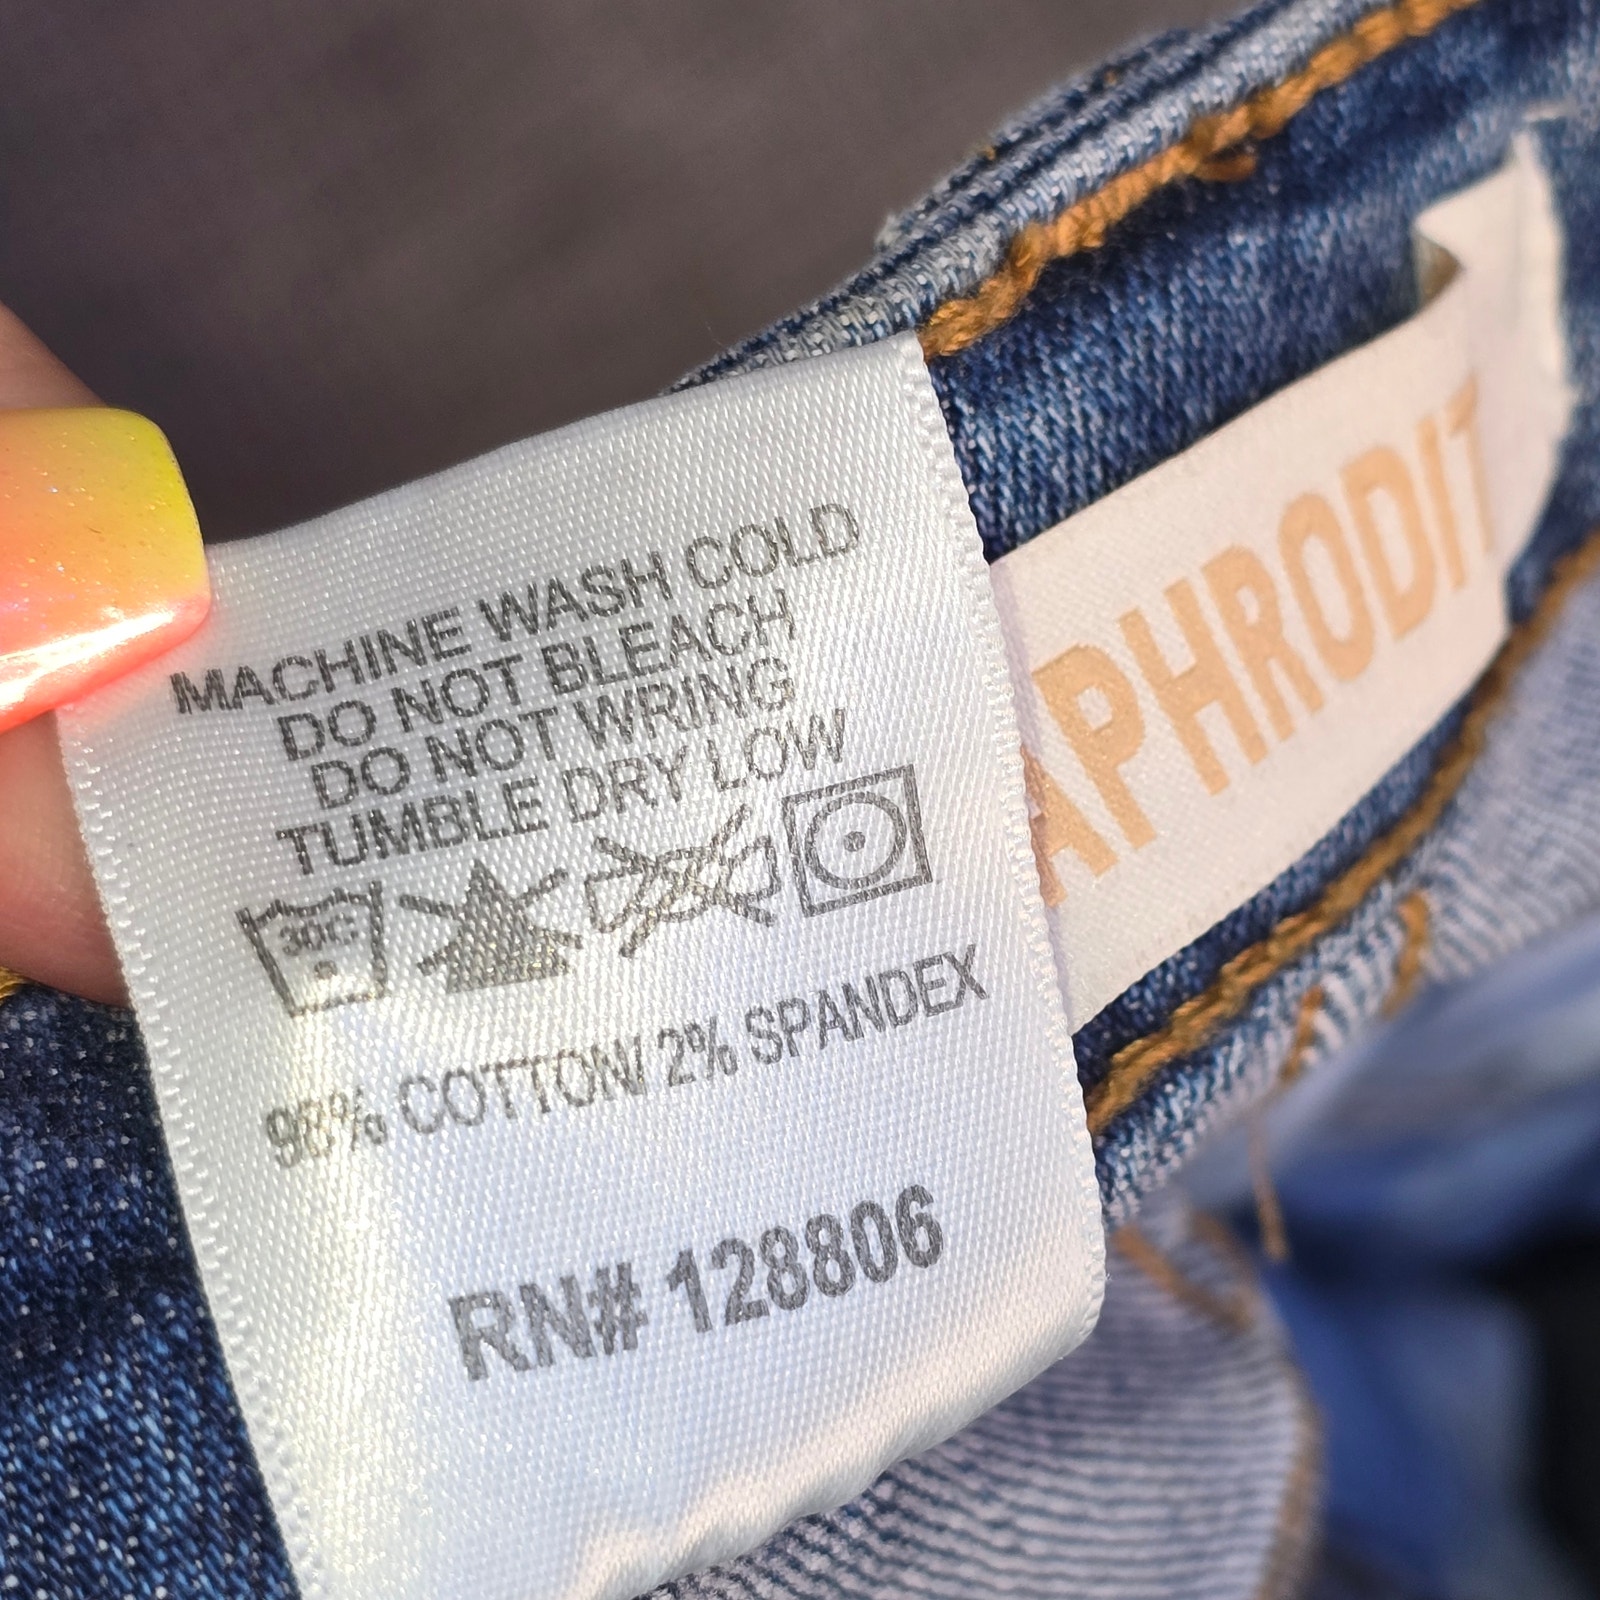 MACHINE WASH COLD
DO NOT BLEACH
DO NOT WRING
TUMBLE DRY LOW
30C
98% COTTON/ 2% SPANDEX
RN# 128806
APHRODIT